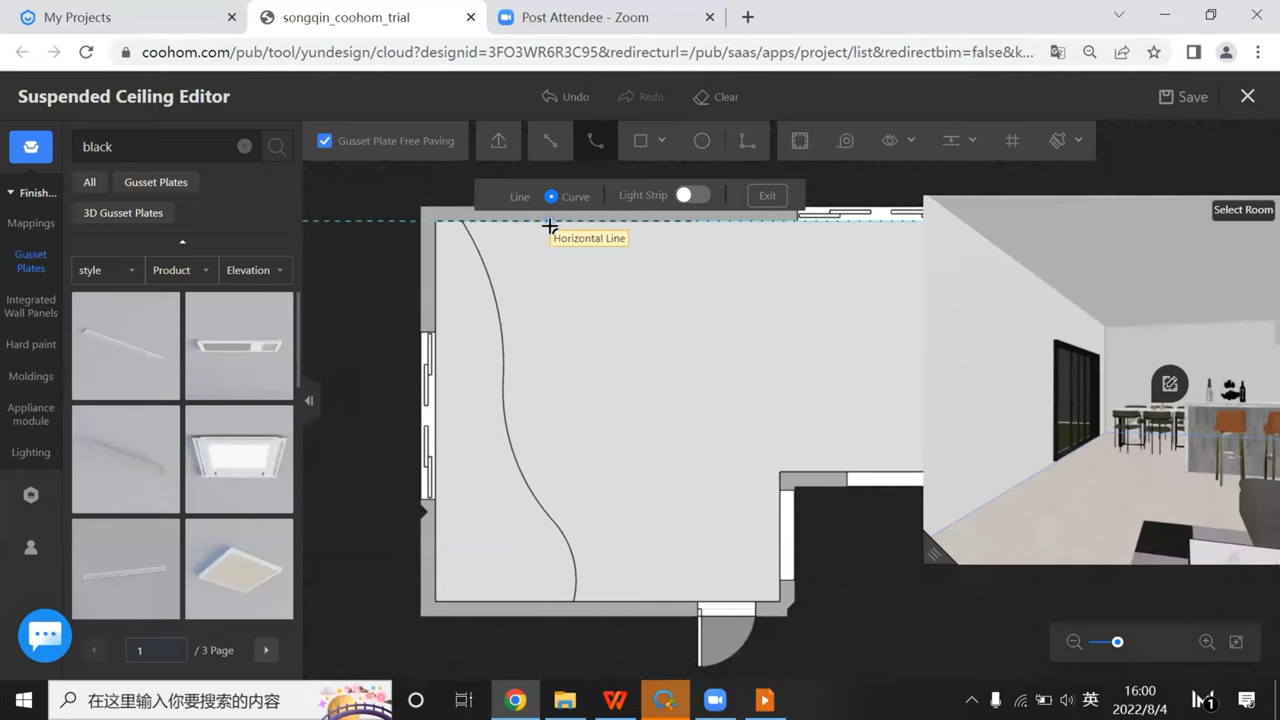 My Projects
songqin_coohom_trial
Post Attendee - Zoom
coohom.com/pub/tool/yundesign/cloud?designid=3FO3WR6R3C95&redirecturl=/pub/saas/apps/project/list&redirectbim=false&k...
Suspended Ceiling Editor
Undo
Redo
Clear
Save
black
Gusset Plate Free Paving
All
Gusset Plates
3D Gusset Plates
Line
Curve
Light Strip
Exit
Select Room
Horizontal Line
Finish...
Mappings
Gusset
Plates
Integrated
Wall Panels
Hard paint
Moldings
Appliance
module
Lighting
style
Product
Elevation
1
/ 3 Page
在这里输入你要搜索的内容
英
16:00
2022/8/4
1